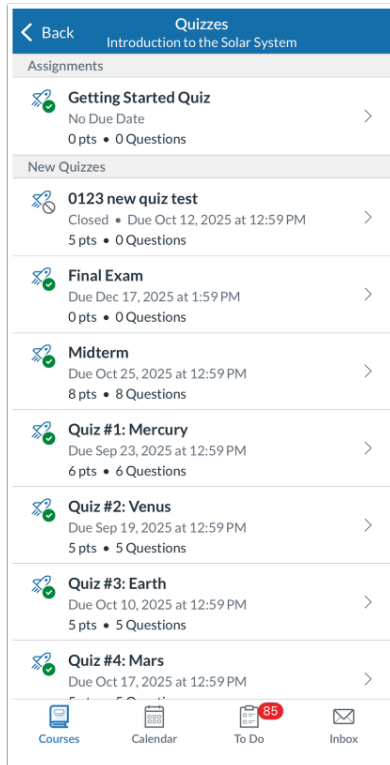 Back
Quizzes
Introduction to the Solar System
Assignments
Getting Started Quiz
No Due Date
0 pts • 0 Questions
New Quizzes
0123 new quiz test
Closed • Due Oct 12, 2025 at 12:59 PM
5 pts • 0 Questions
Final Exam
Due Dec 17, 2025 at 1:59 PM
0 pts • 0 Questions
Midterm
Due Oct 25, 2025 at 12:59 PM
8 pts • 8 Questions
Quiz #1: Mercury
Due Sep 23, 2025 at 12:59 PM
6 pts • 6 Questions
Quiz #2: Venus
Due Sep 19, 2025 at 12:59 PM
5 pts • 5 Questions
Quiz #3: Earth
Due Oct 10, 2025 at 12:59 PM
5 pts • 5 Questions
Quiz #4: Mars
Due Oct 17, 2025 at 12:59 PM
85
Courses
Calendar
To Do
Inbox